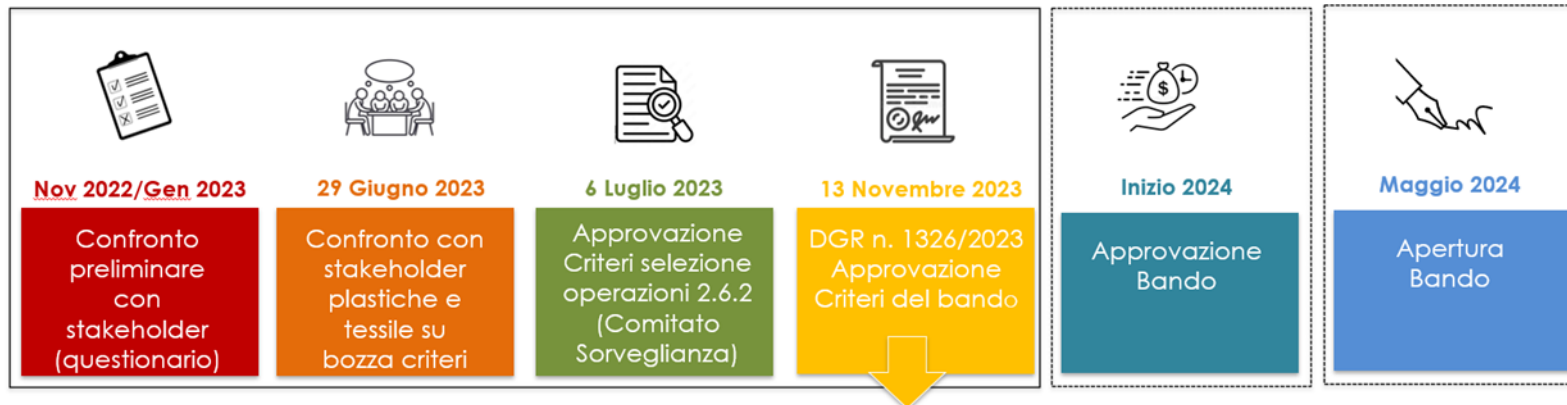 Nov 2022/Gen 2023
Confronto
preliminare
con
stakeholder
(questionario)
29 Giugno 2023
Confronto con
stakeholder
plastiche e
tessile su
bozza criteri
6 Luglio 2023
Approvazione
Criteri selezione
operazioni 2.6.2
(Comitato
Sorveglianza)
13 Novembre 2023
DGR n. 1326/2023
Approvazione
Criteri del bando
Inizio 2024
Approvazione
Bando
Maggio 2024
Apertura
Bando